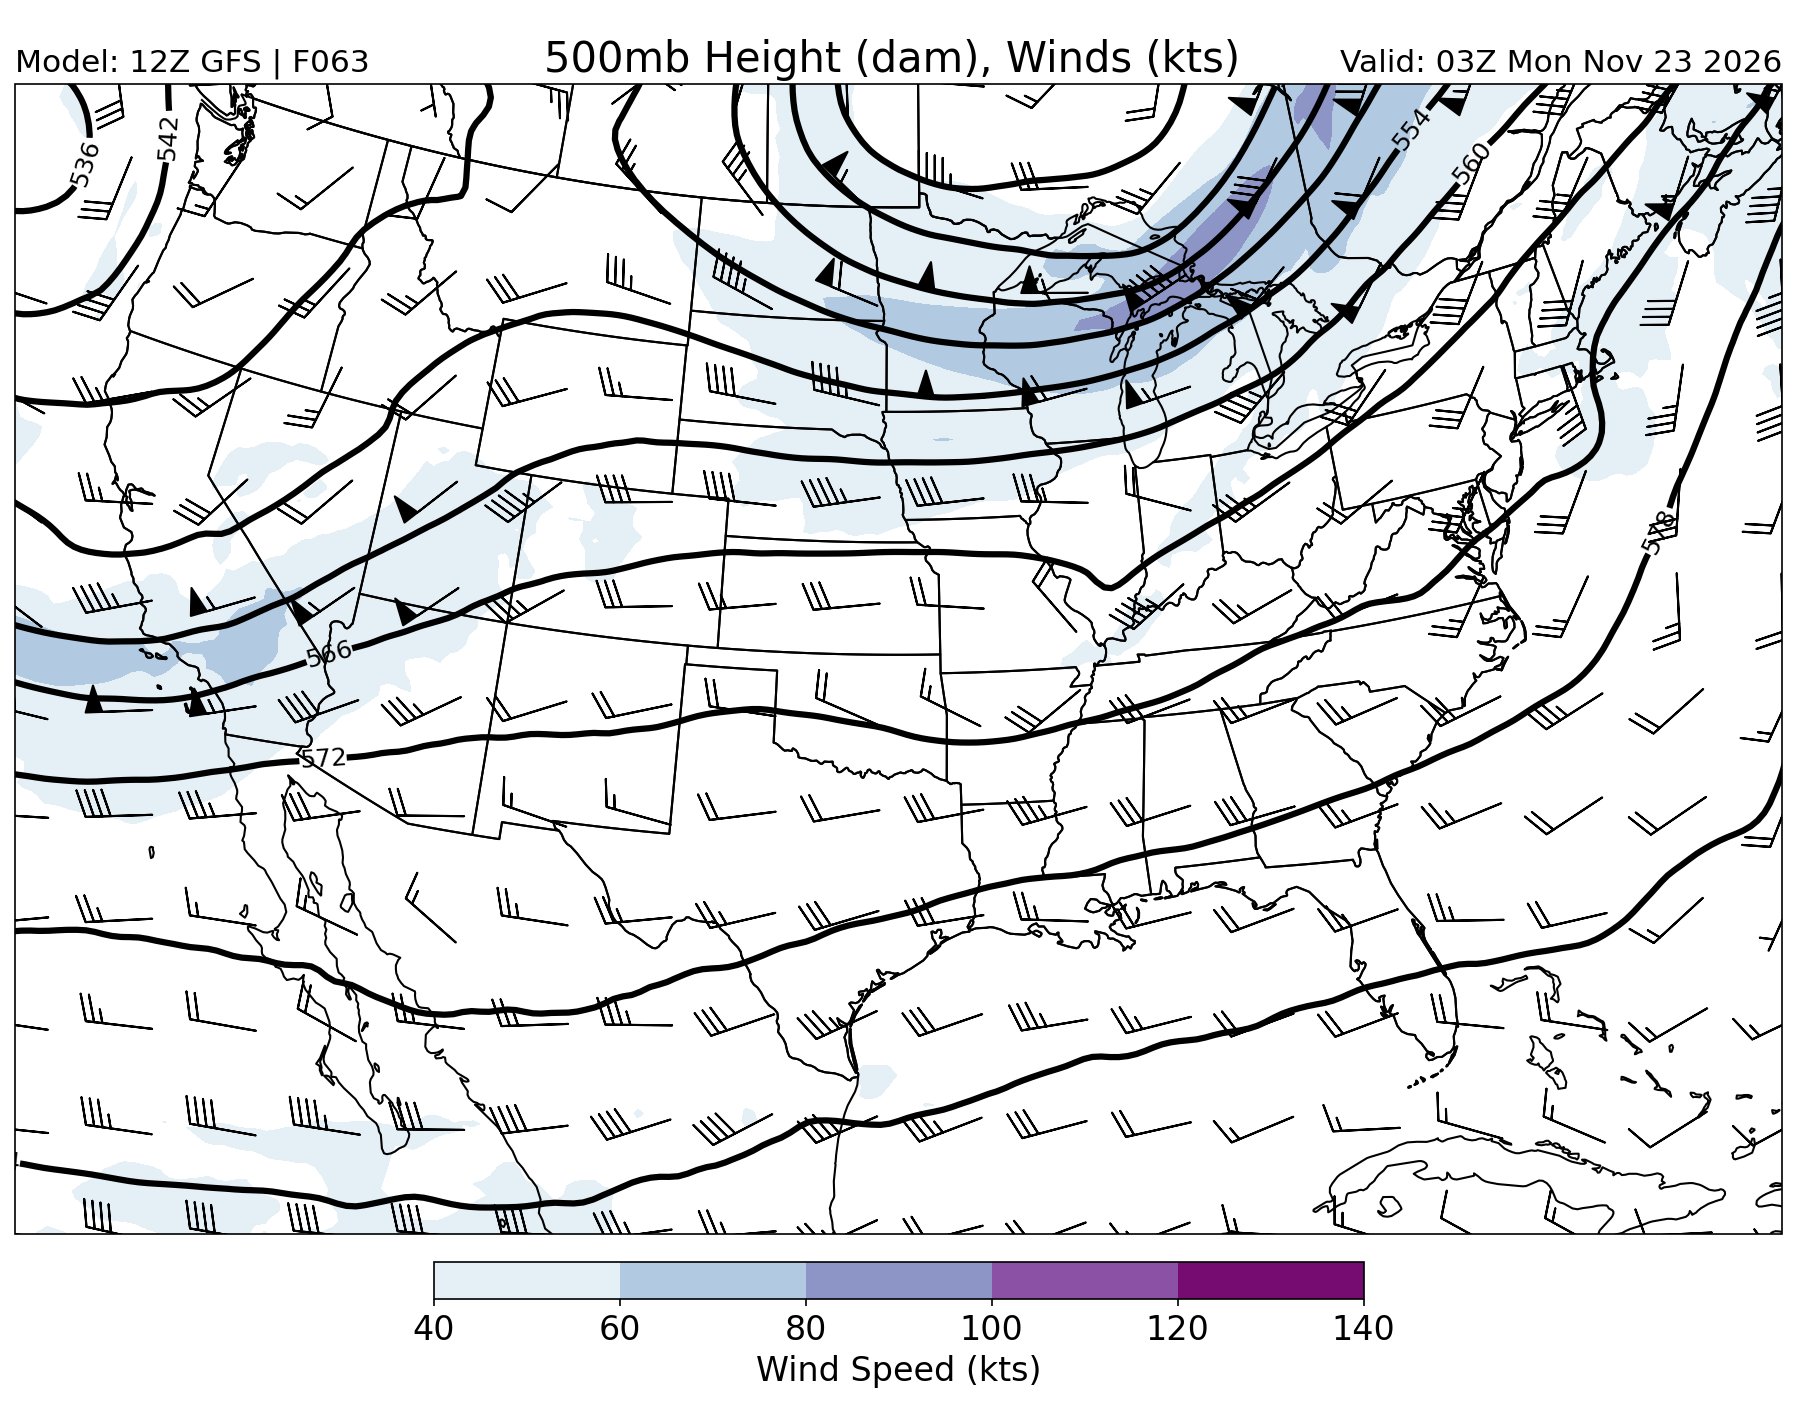 Model: 12Z GFS | F063
500mb Height (dam), Winds (kts)
Valid: 03Z Mon Nov 23 2026
536
542
554
560
578
566
572
40 60 80 100 120 140
Wind Speed (kts)